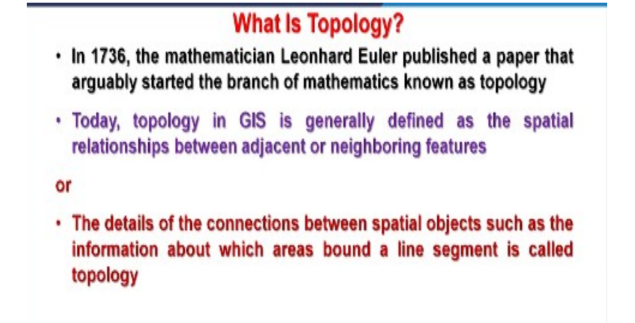 What Is Topology?
• In 1736, the mathematician Leonhard Euler published a paper that
arguably started the branch of mathematics known as topology
• Today, topology in GIS is generally defined as the spatial
relationships between adjacent or neighboring features
or
• The details of the connections between spatial objects such as the
information about which areas bound a line segment is called
topology